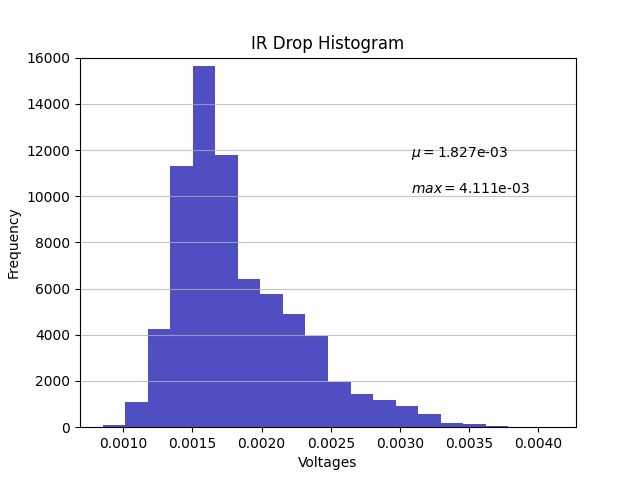 IR Drop Histogram
16000
14000
12000
10000
8000
6000
4000
2000
0
Frequency
μ = 1.827e-03
max = 4.111e-03
0.0010 0.0015 0.0020 0.0025 0.0030 0.0035 0.0040
Voltages